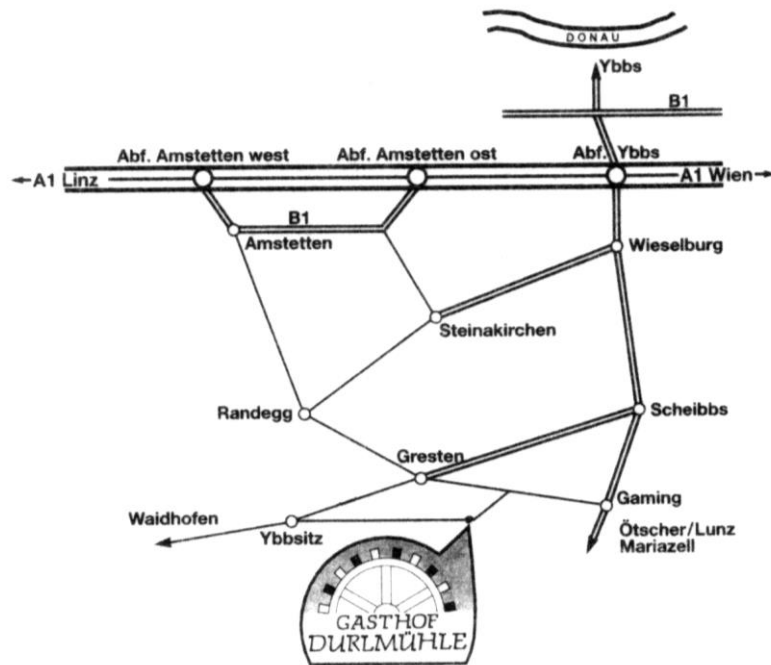 DONAU
Ybbs
B1
Abf. Amstetten west
Abf. Amstetten ost
Abf. Ybbs
A1 Linz
A1 Wien
B1
Amstetten
Wieselburg
Steinakirchen
Randegg
Scheibbs
Gresten
Gaming
Waidhofen
Ybbsitz
Ötscher/Lunz
Mariazell
GASTHOF
DURLMÜHLE